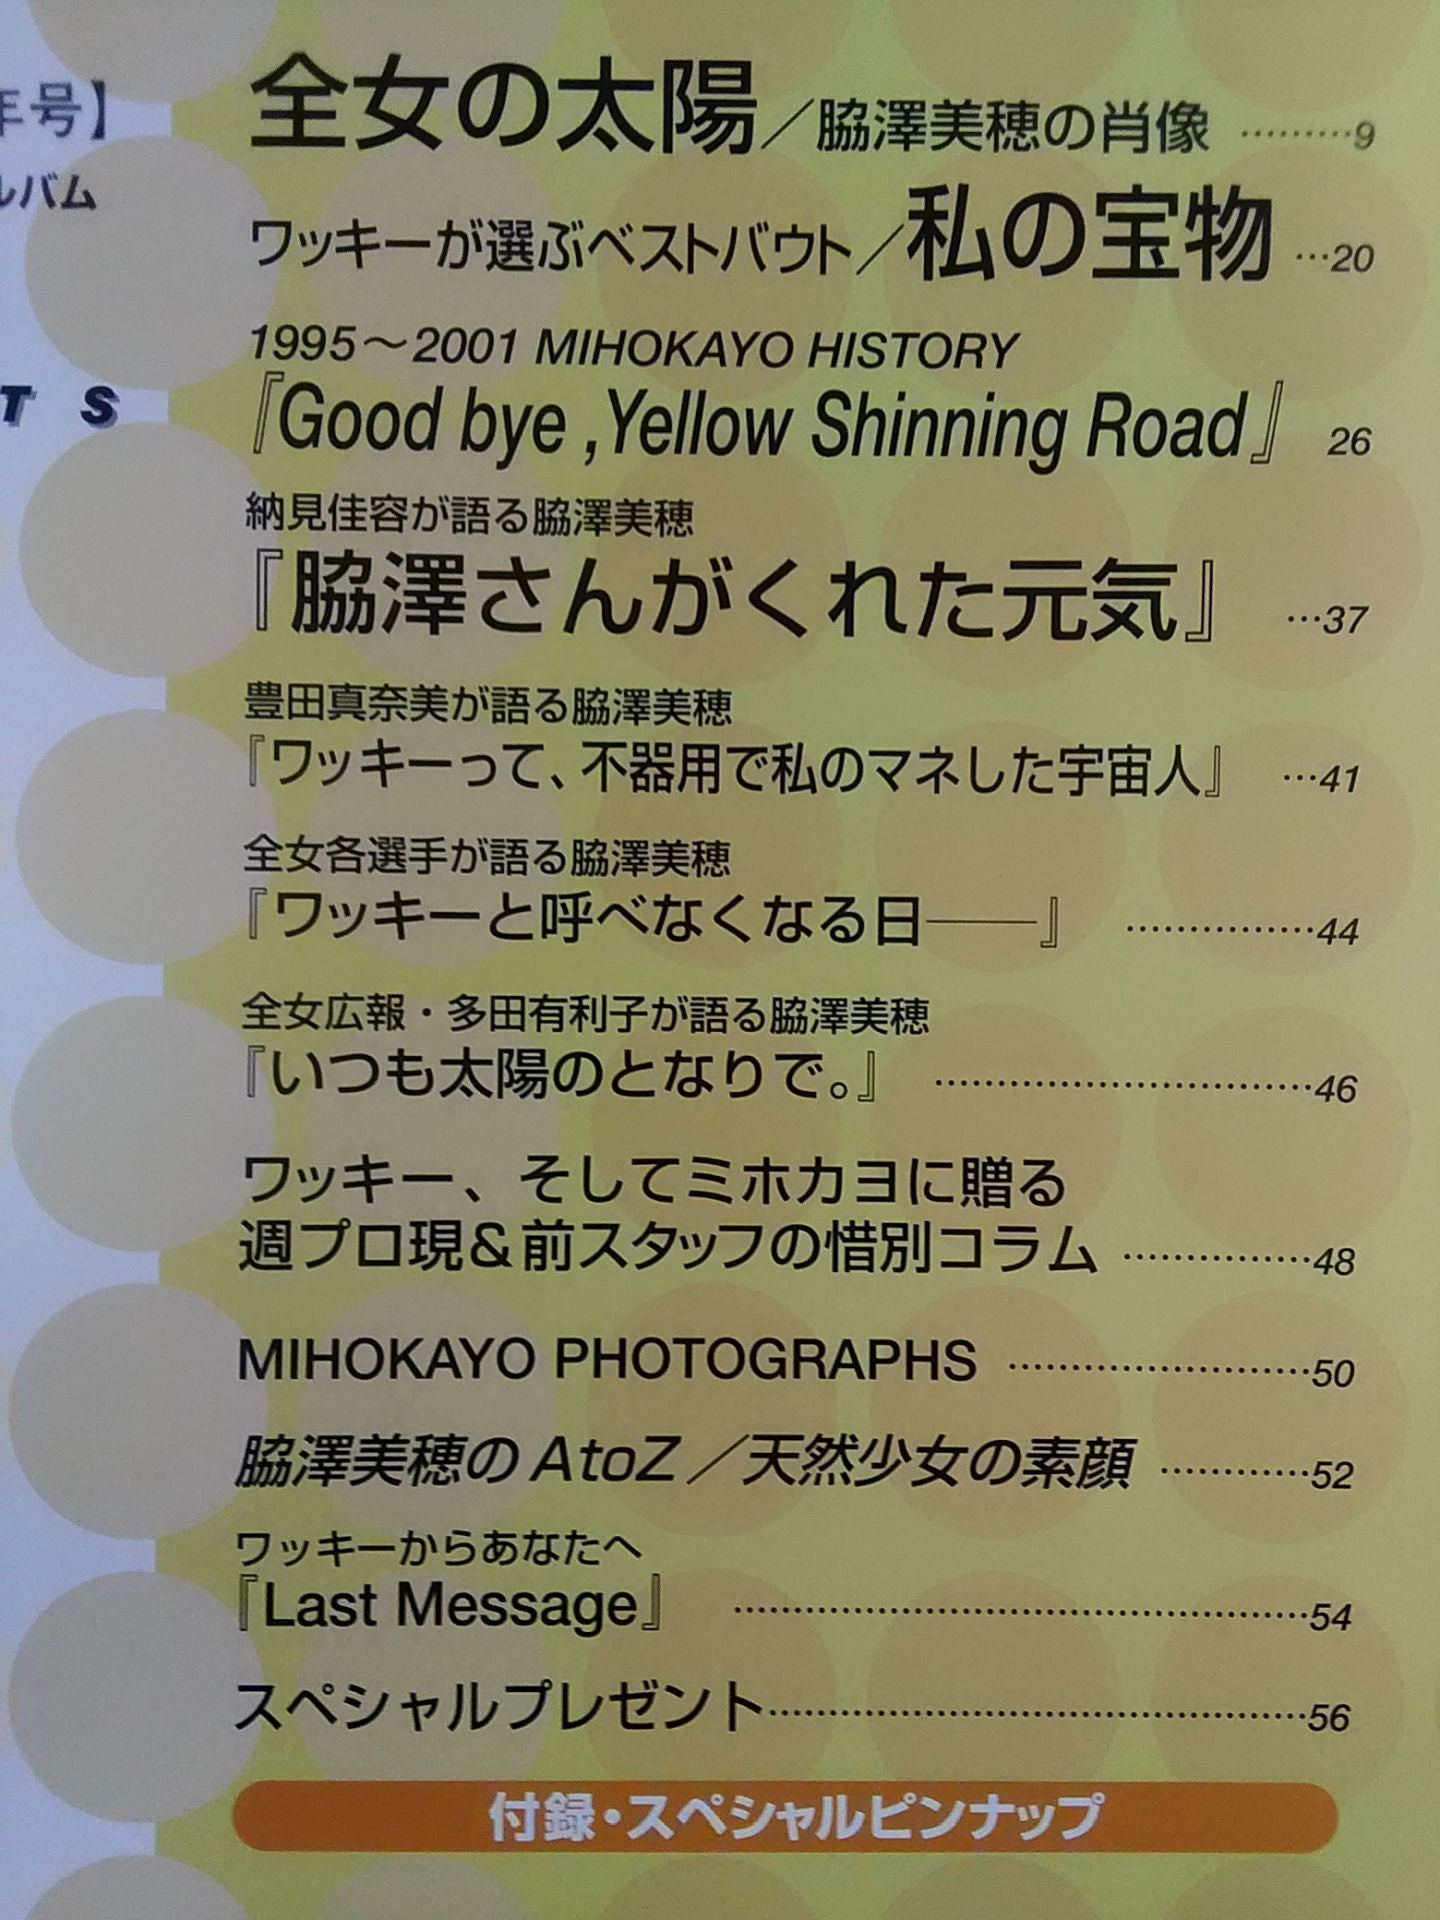 年号】
ルバム
TS
全女の太陽／脇澤美穂の肖像 ………9
ワッキーが選ぶベストバウト／私の宝物 …20
1995～2001 MIHOKAYO HISTORY
『Good bye ,Yellow Shinning Road』 26
納見佳容が語る脇澤美穂
『脇澤さんがくれた元気』 …37
豊田真奈美が語る脇澤美穂
『ワッキーって、不器用で私のマネした宇宙人』 …41
全女各選手が語る脇澤美穂
『ワッキーと呼べなくなる日――』 ……………44
全女広報・多田有利子が語る脇澤美穂
『いつも太陽のとなりで。』 ……………………………46
ワッキー、そしてミホカヨに贈る
週プロ現＆前スタッフの惜別コラム ……………48
MIHOKAYO PHOTOGRAPHS ……………………50
脇澤美穂のAtoZ／天然少女の素顔 …………52
ワッキーからあなたへ
『Last Message』 ……………………………………………54
スペシャルプレゼント……………………………………………56
付録・スペシャルピンナップ